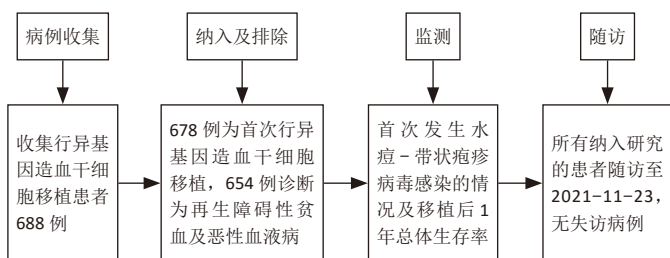 病例收集
纳入及排除
监测
随访
收集行异基
因造血干细
胞移植患者
688 例
678 例为首次行异
基因造血干细胞
移植，654 例诊断
为再生障碍性贫
血及恶性血液病
首次发生水
痘－带状疱疹
病毒感染的情
况及移植后 1
年总体生存率
所有纳入研究
的患者随访至
2021−11−23，
无失访病例